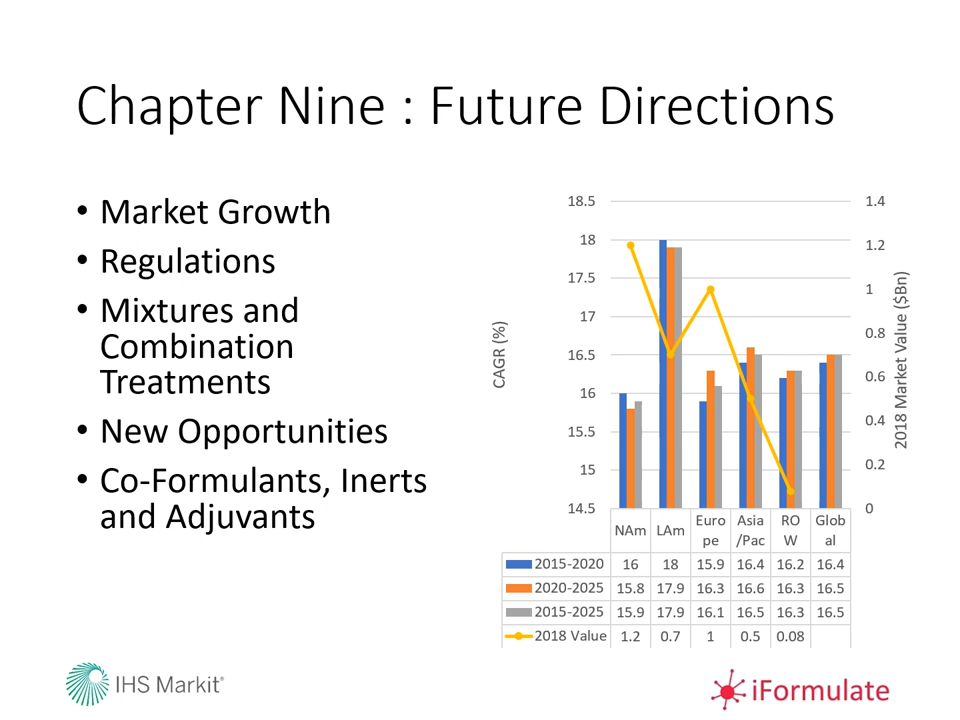 Chapter Nine : Future Directions
• Market Growth
• Regulations
• Mixtures and
Combination
Treatments
• New Opportunities
• Co-Formulants, Inerts
and Adjuvants
18.5
18
17.5
17
16.5
16
15.5
15
14.5
CAGR (%)
1.4
1.2
1
0.8
0.6
0.4
0.2
0
2018 Market Value ($Bn)
NAm LAm Euro pe Asia /Pac RO W Glob al
2015-2020 16 18 15.9 16.4 16.2 16.4
2020-2025 15.8 17.9 16.3 16.6 16.3 16.5
2015-2025 15.9 17.9 16.1 16.5 16.3 16.5
2018 Value 1.2 0.7 1 0.5 0.08
IHS Markit®
iFormulate